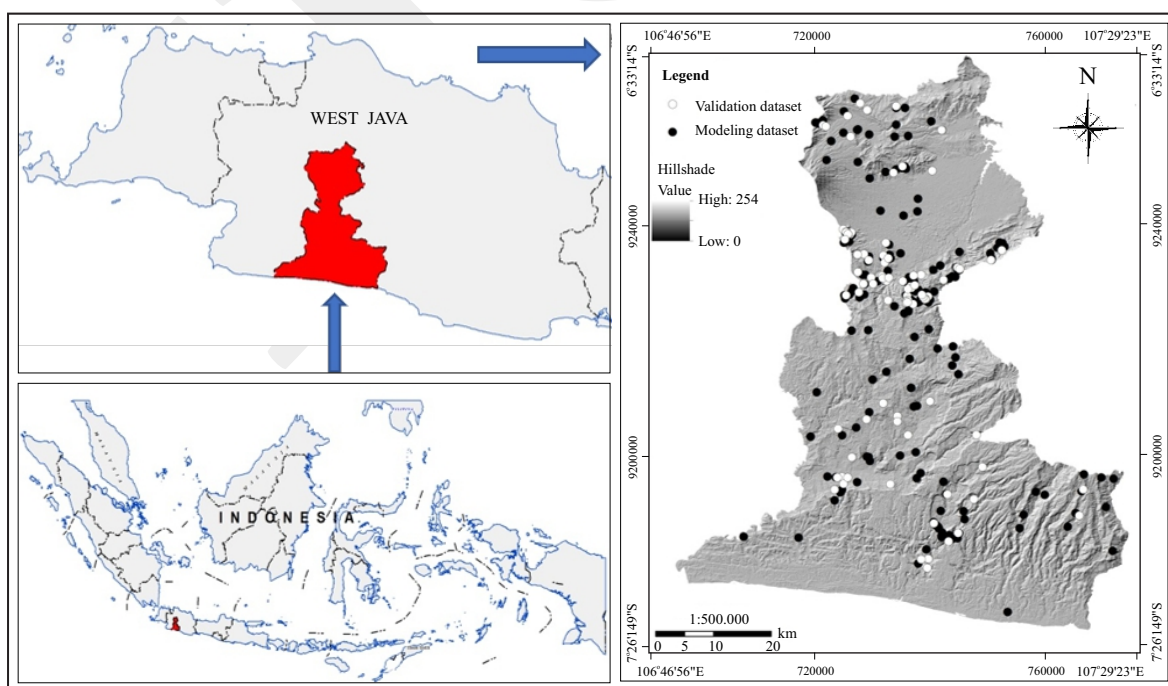 WEST JAVA
INDONESIA
106°46'56"E
720000
760000
107°29'23"E
6°33'14"S
9240000
9200000
7°26'149"S
Legend
Validation dataset
Modeling dataset
Hillshade
Value
High: 254
Low: 0
N
6°33'14"S
9240000
9200000
7°26'149"S
1:500.000
0 5 10 20 km
106°46'56"E
720000
760000
107°29'23"E